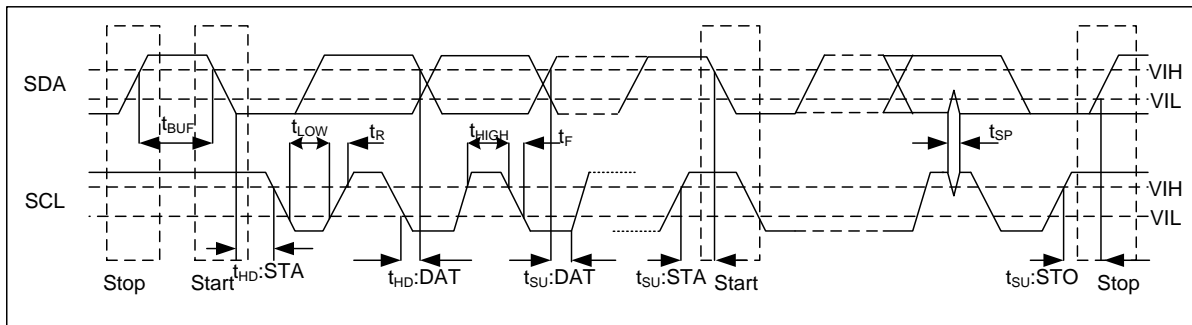 SDA
VIH
VIL
tBUF
tLOW
tR
tHIGH
tF
tSP
SCL
VIH
VIL
tHD:STA
tHD:DAT
tSU:DAT
tSU:STA
tSU:STO
Stop
Start
Start
Stop